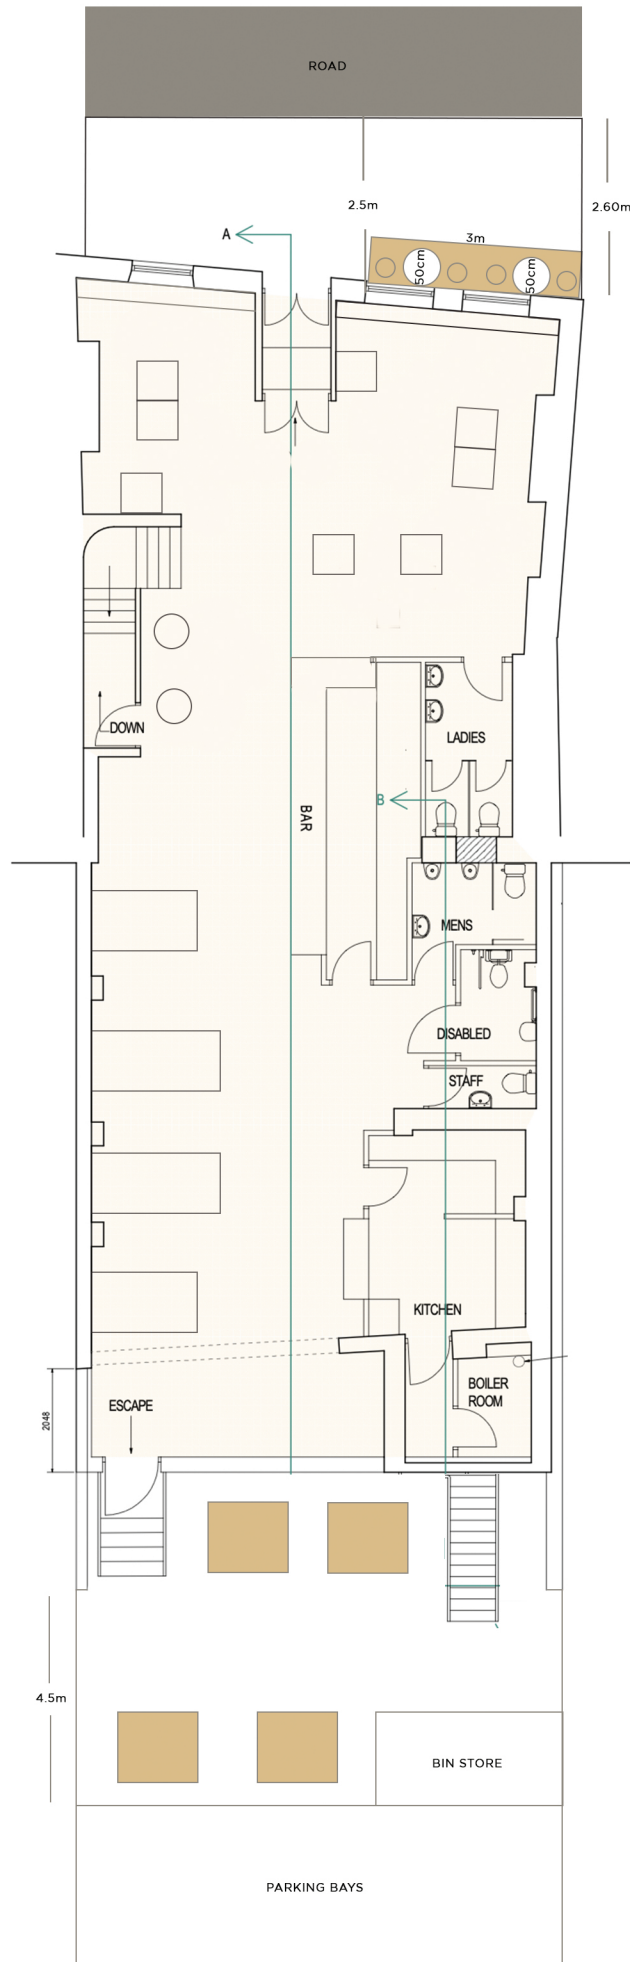 ROAD
2.5m
2.60m
A
3m
50cm
50cm
DOWN
LADIES
B
BAR
MENS
DISABLED
STAFF
KITCHEN
BOILER
ROOM
ESCAPE
2048
4.5m
BIN STORE
PARKING BAYS